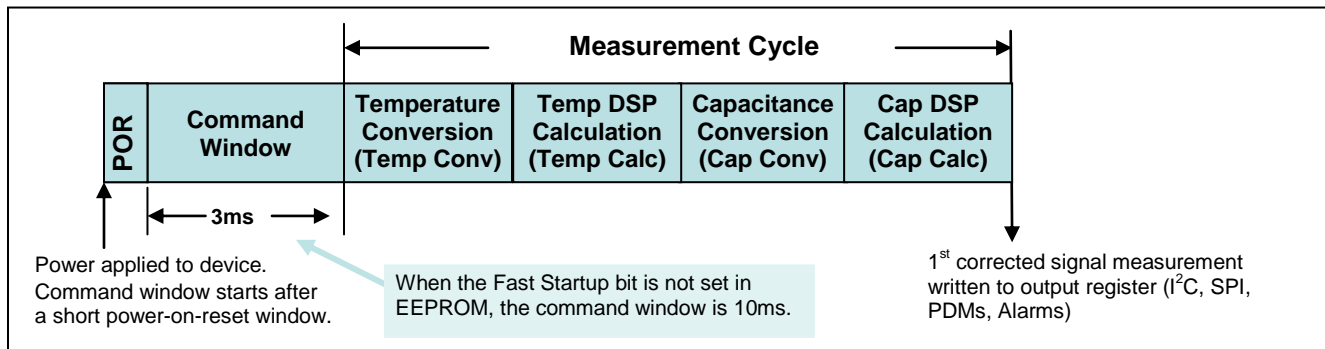 Measurement Cycle
POR
Command
Window
Temperature
Conversion
(Temp Conv)
Temp DSP
Calculation
(Temp Calc)
Capacitance
Conversion
(Cap Conv)
Cap DSP
Calculation
(Cap Calc)
3ms
Power applied to device.
Command window starts after
a short power-on-reset window.
When the Fast Startup bit is not set in
EEPROM, the command window is 10ms.
1st corrected signal measurement
written to output register (I2C, SPI,
PDMs, Alarms)